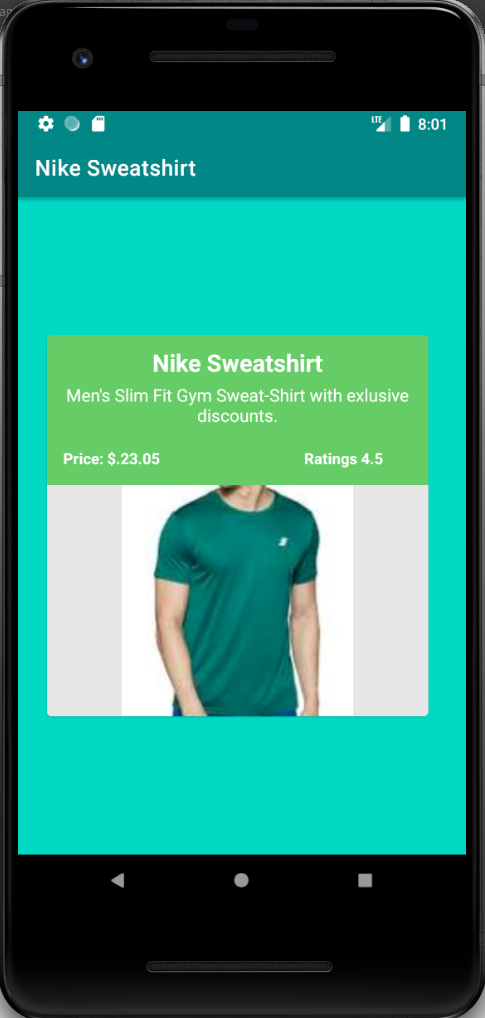 LTE 8:01
Nike Sweatshirt
Nike Sweatshirt
Men's Slim Fit Gym Sweat-Shirt with exlusive
discounts.
Price: $.23.05 Ratings 4.5